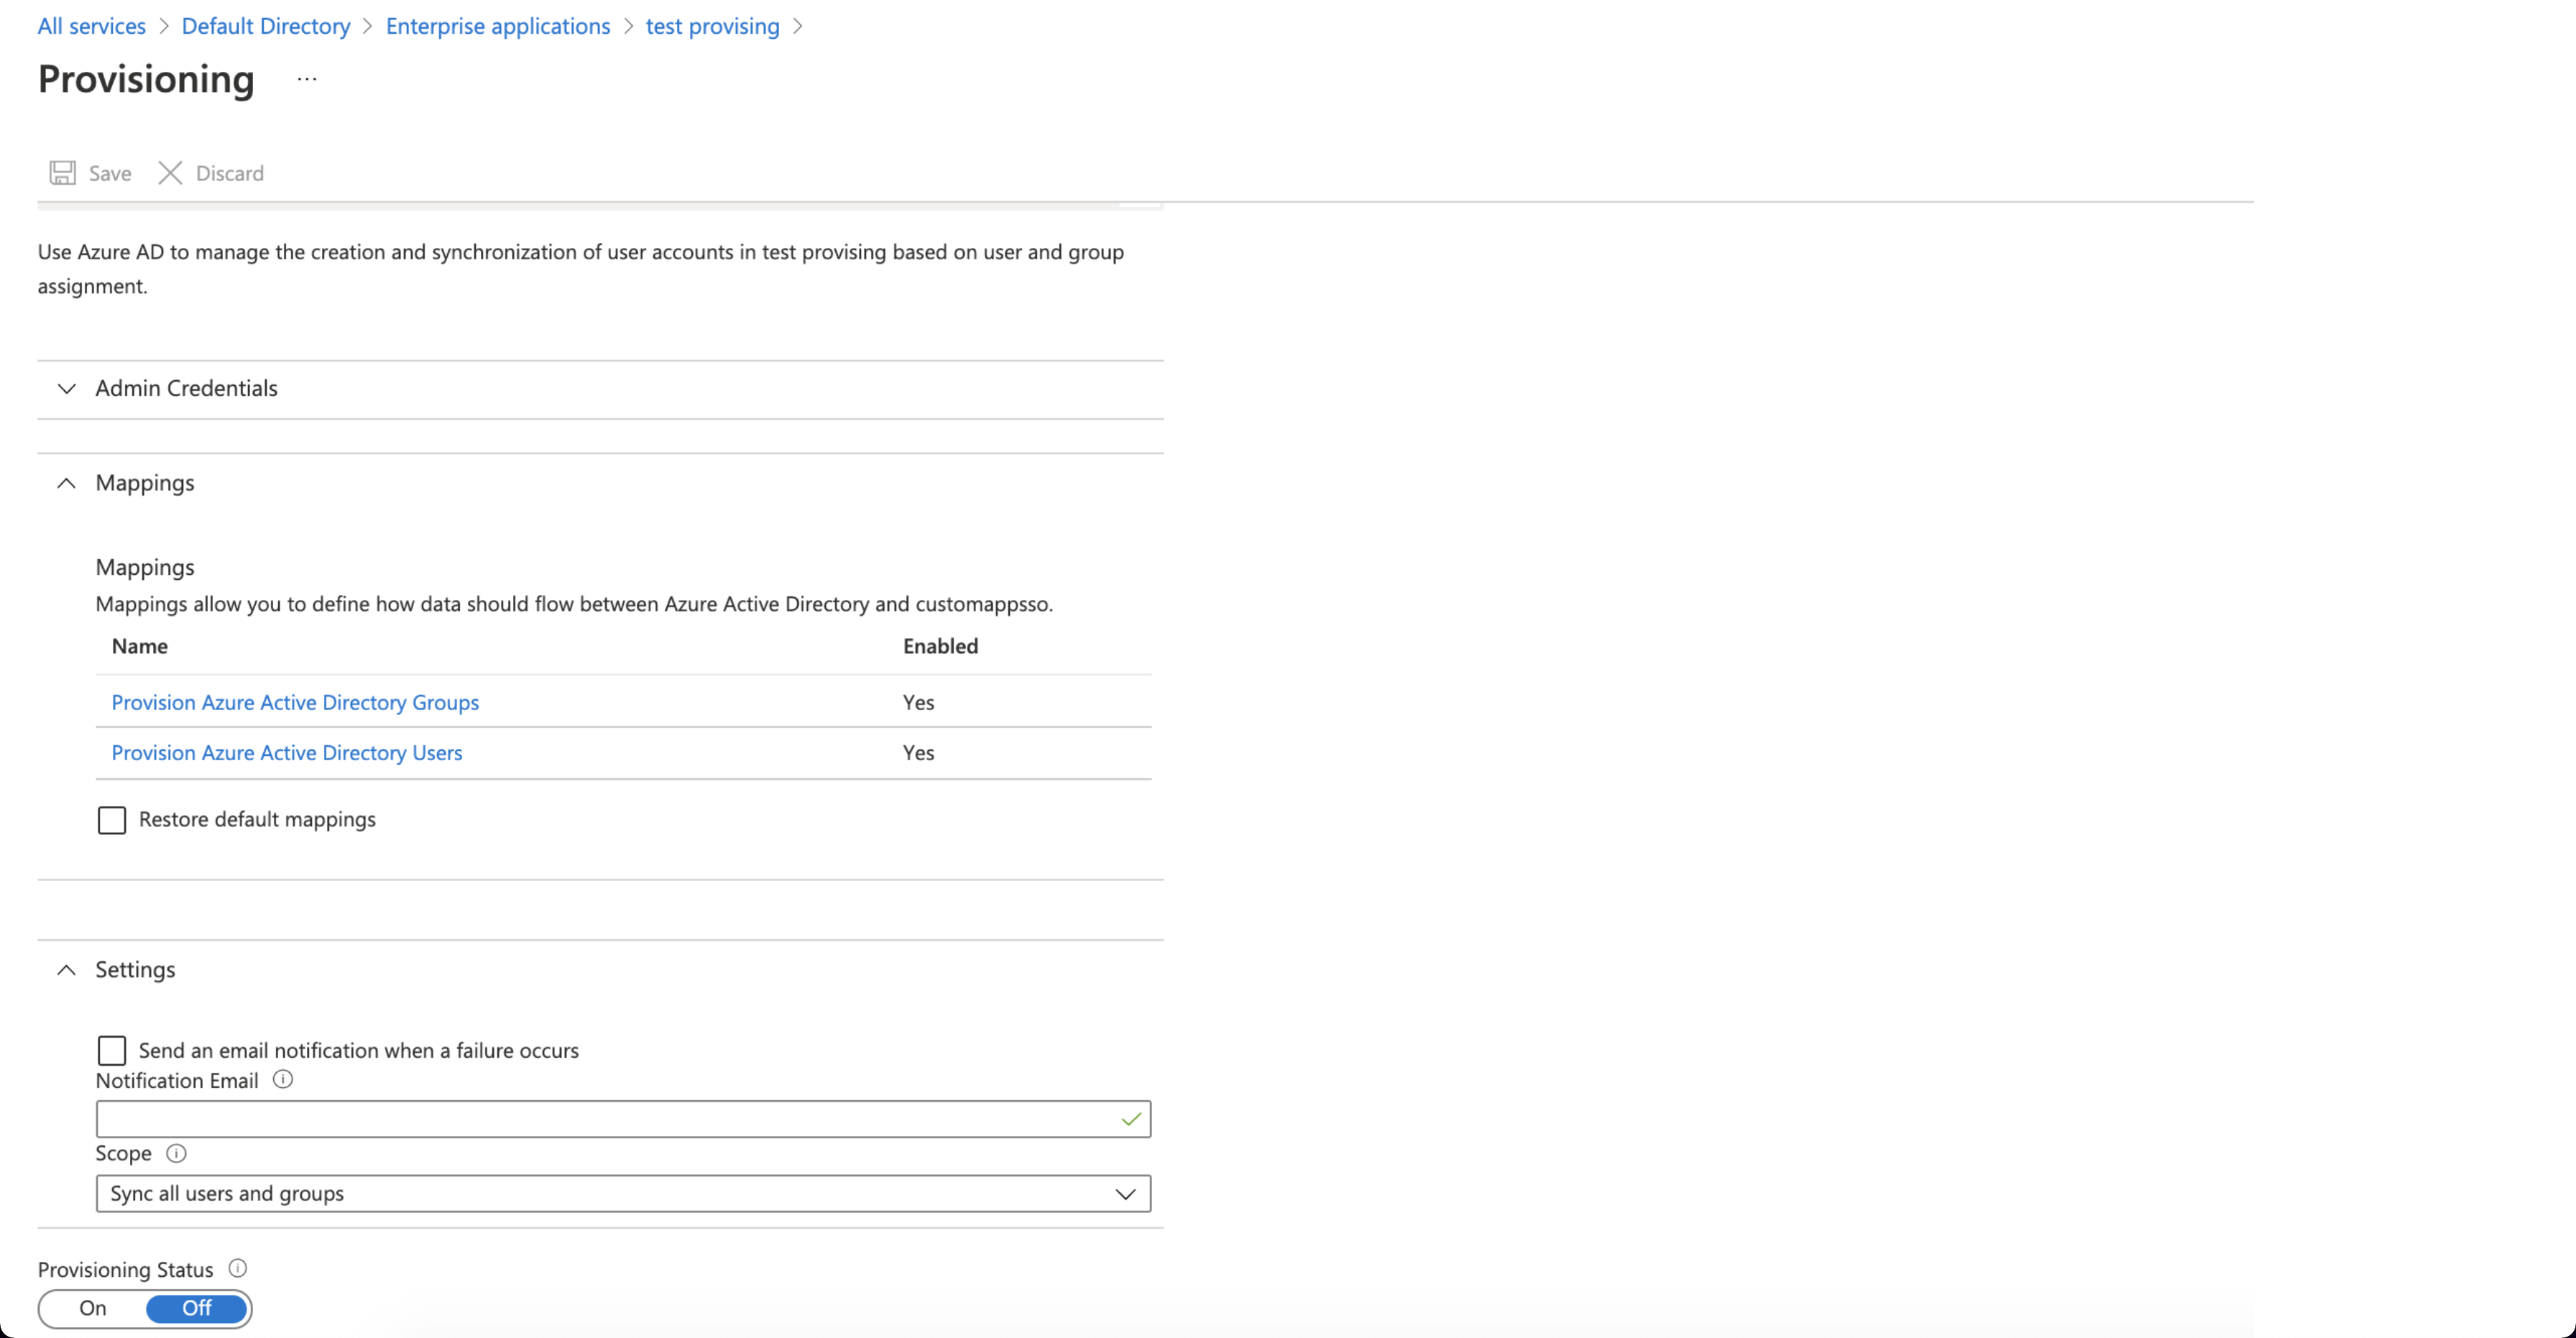 All services > Default Directory > Enterprise applications > test provising >
Provisioning ...
Save Discard
Use Azure AD to manage the creation and synchronization of user accounts in test provising based on user and group
assignment.
Admin Credentials
Mappings
Mappings
Mappings allow you to define how data should flow between Azure Active Directory and customappsso.
Name Enabled
Provision Azure Active Directory Groups Yes
Provision Azure Active Directory Users Yes
Restore default mappings
Settings
Send an email notification when a failure occurs
Notification Email
Scope
Sync all users and groups
Provisioning Status
On Off